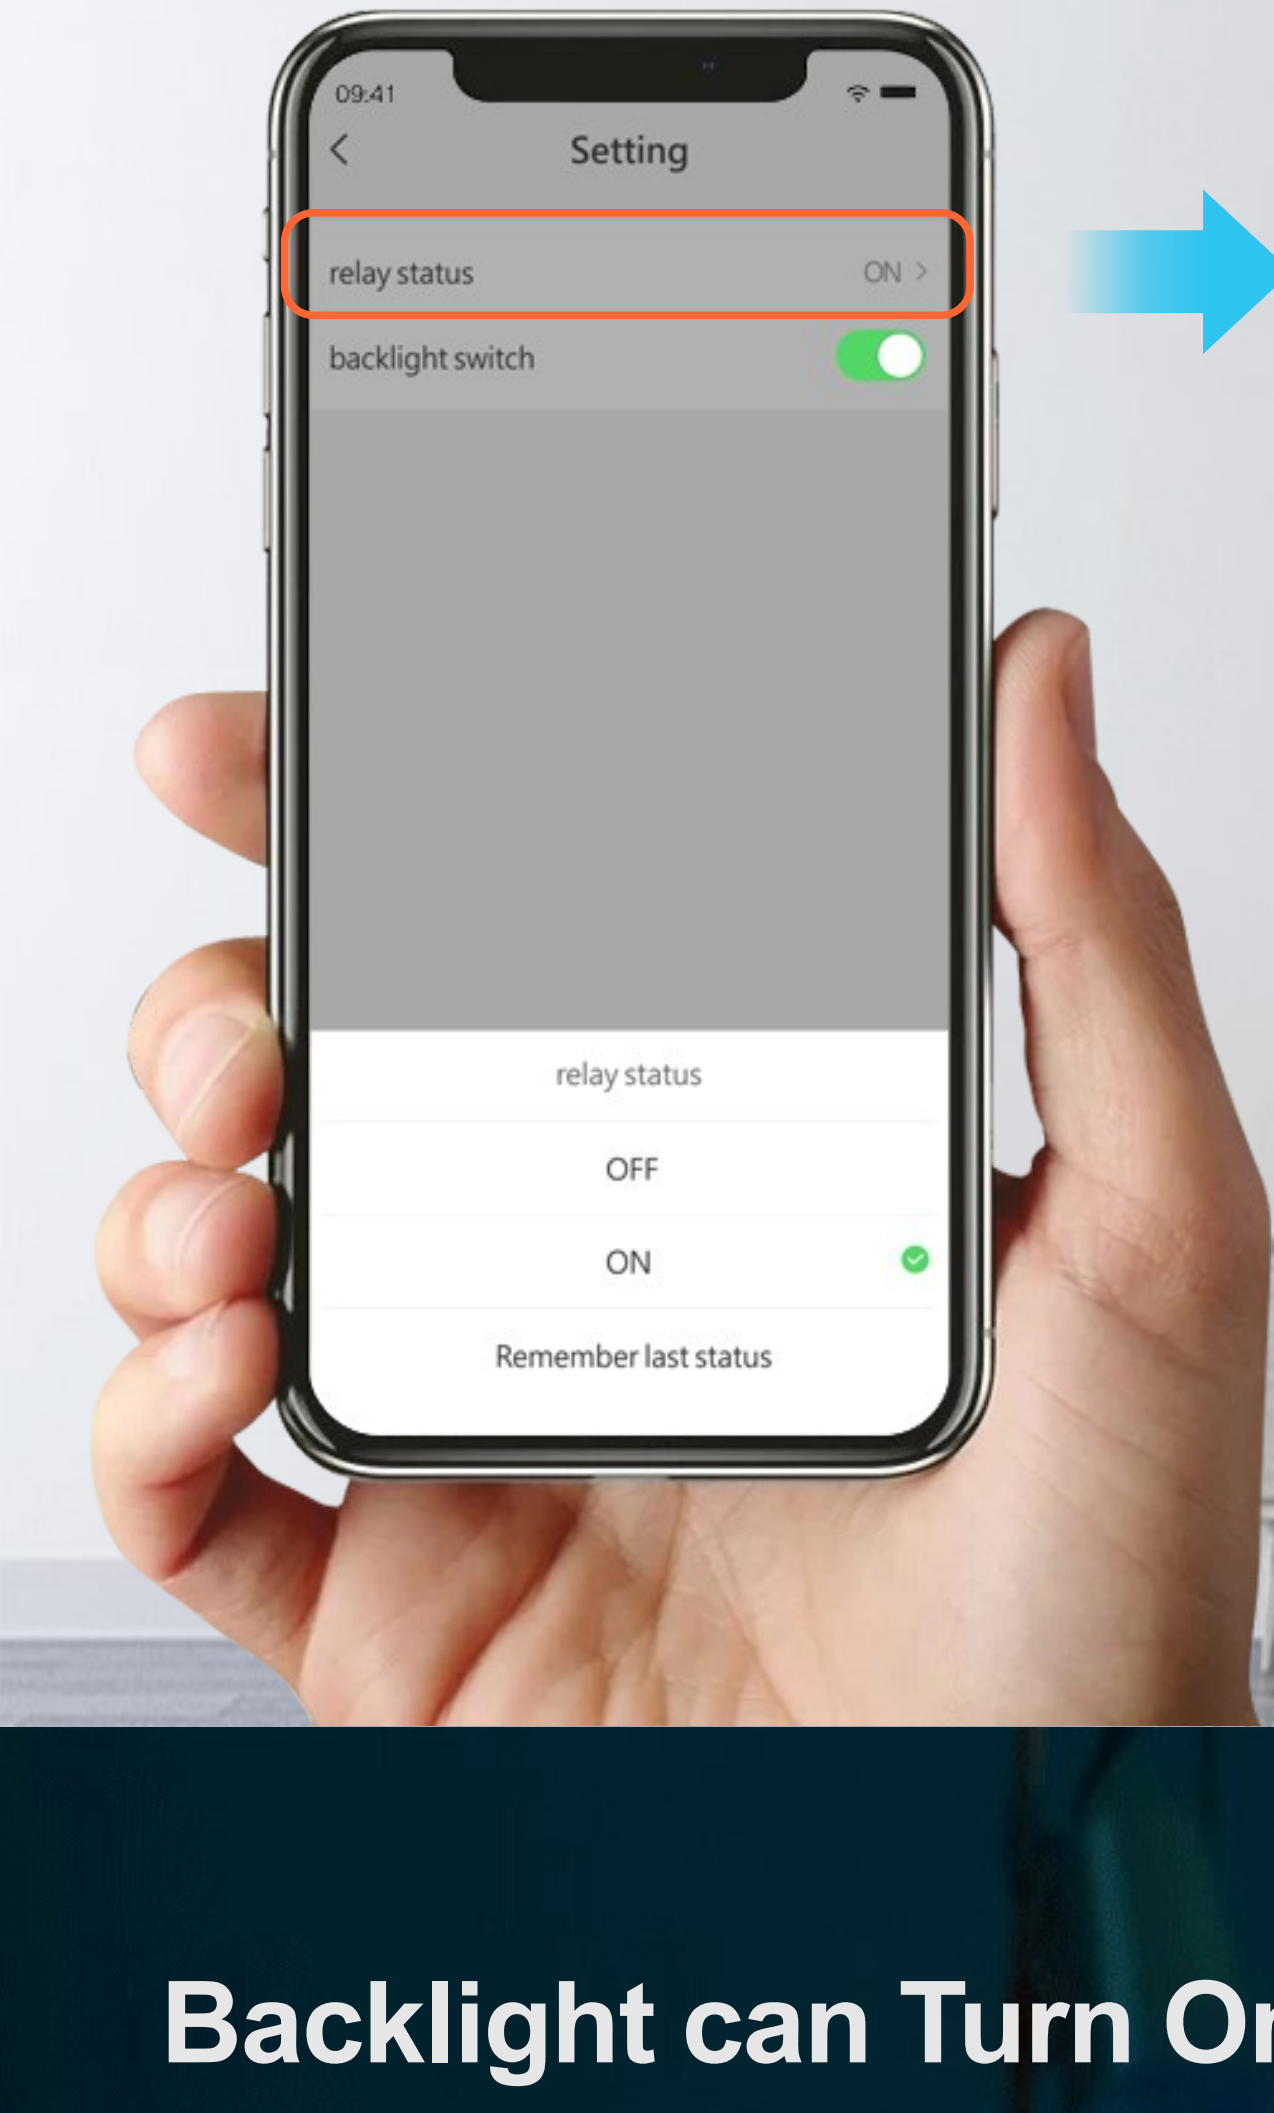 09:41
Setting
relay status ON >
backlight switch
relay status
OFF
ON
Remember last status
Backlight can Turn On